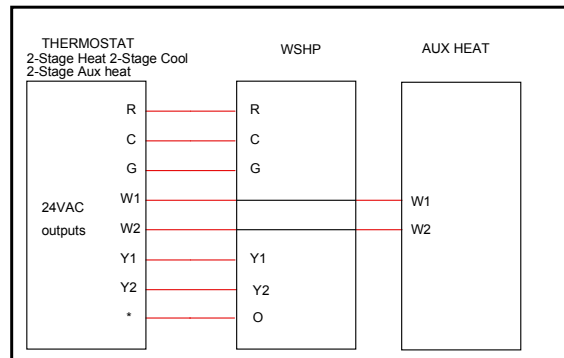 THERMOSTAT
2-Stage Heat 2-Stage Cool
2-Stage Aux heat
WSHP
AUX HEAT
R
R
C
C
G
G
W1
W1
24VAC
outputs
W2
W2
Y1
Y1
Y2
Y2
*
O